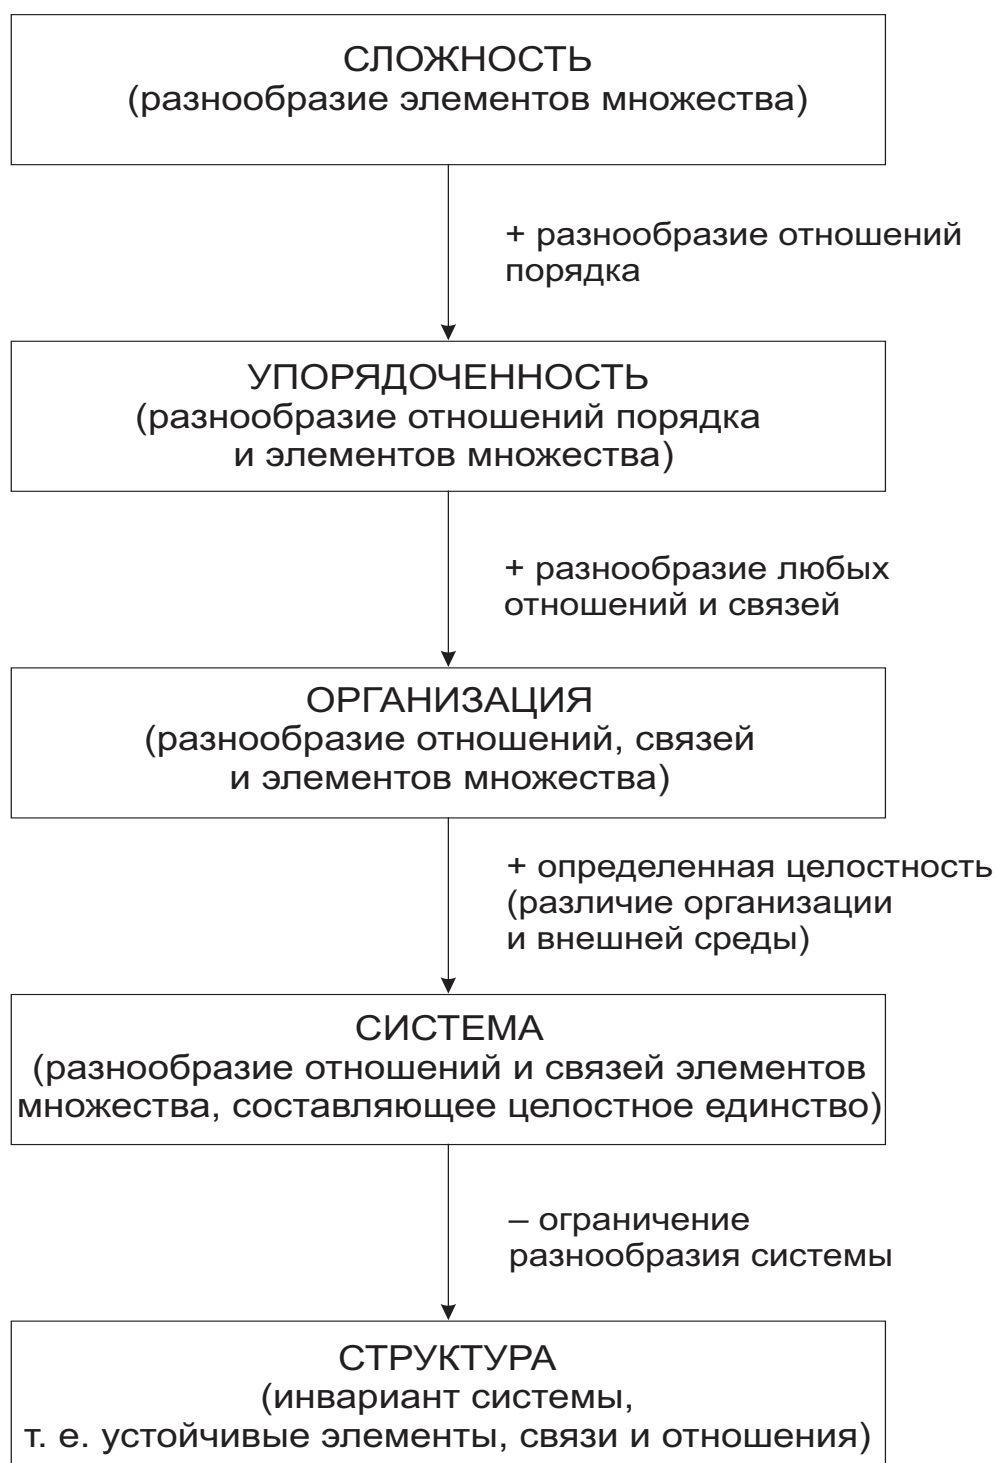 СЛОЖНОСТЬ
(разнообразие элементов множества)
+ разнообразие отношений
порядка
УПОРЯДОЧЕННОСТЬ
(разнообразие отношений порядка
и элементов множества)
+ разнообразие любых
отношений и связей
ОРГАНИЗАЦИЯ
(разнообразие отношений, связей
и элементов множества)
+ определенная целостность
(различие организации
и внешней среды)
СИСТЕМА
(разнообразие отношений и связей элементов
множества, составляющее целостное единство)
– ограничение
разнообразия системы
СТРУКТУРА
(инвариант системы,
т. е. устойчивые элементы, связи и отношения)